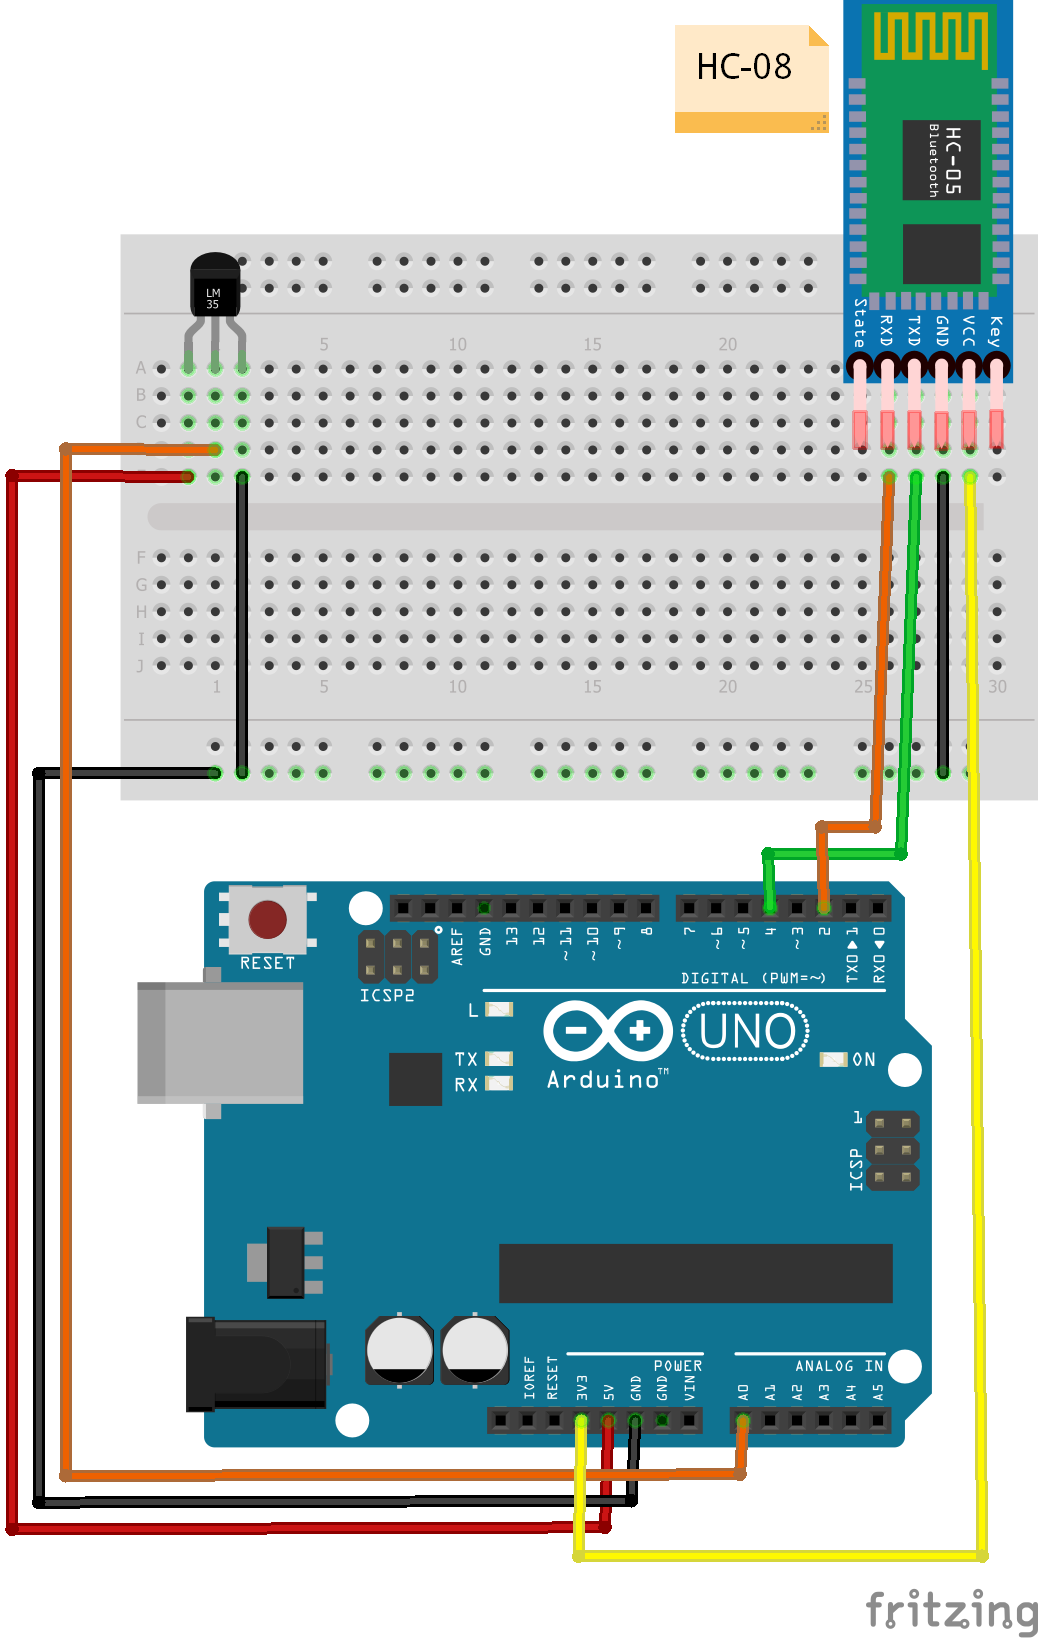 HC-08
HC-05
Bluetooth
State
RXD
TXD
GND
VCC
Key
LM
35
5
10
15
20
A
B
C
F
G
H
I
J
1
5
10
15
20
25
30
RESET
ICSP2
AREF
GND
13
12
~11
~10
~9
8
7
~6
~5
4
~3
2
TX0▶1
RX0◀0
DIGITAL (PWM=~)
L
TX
RX
UNO
Arduino™
ON
1
ICSP
POWER
ANALOG IN
IOREF
RESET
3V3
5V
GND
GND
VIN
A0
A1
A2
A3
A4
A5
fritzing